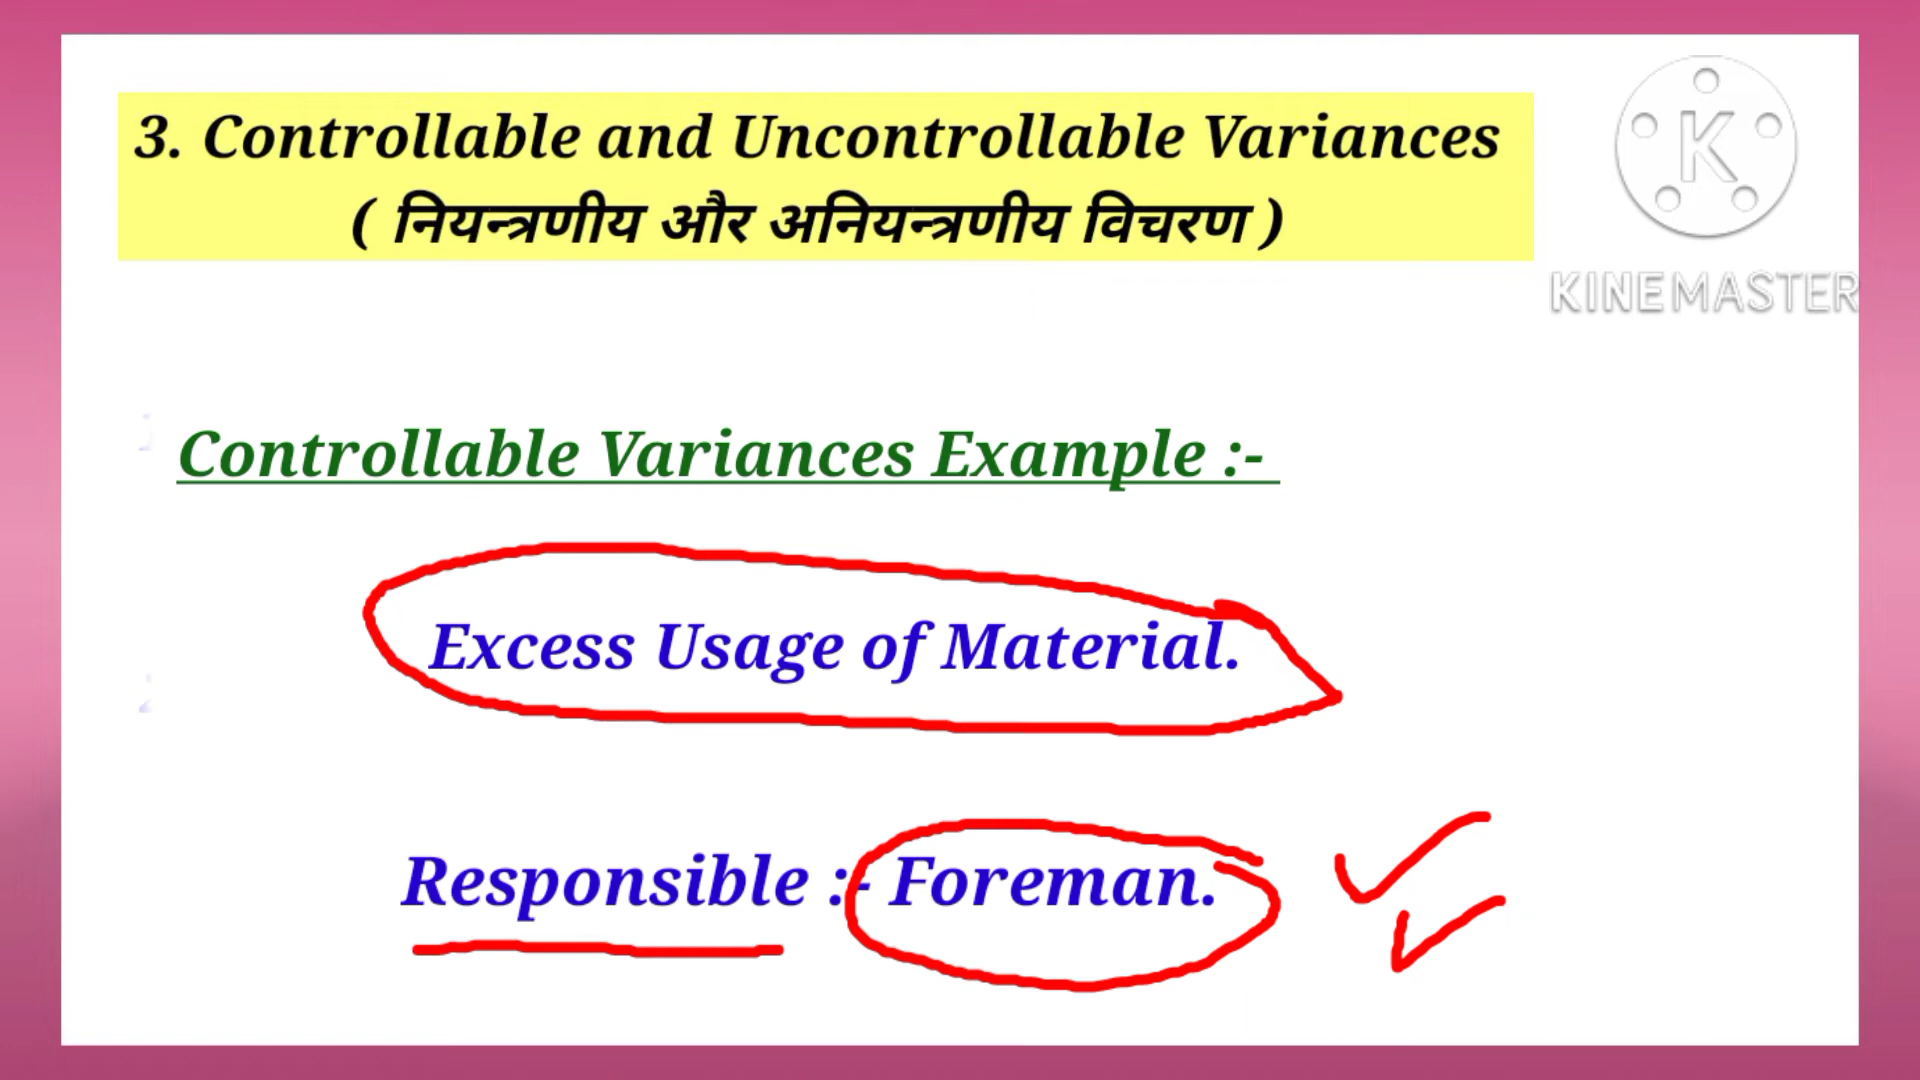 3. Controllable and Uncontrollable Variances
( नियन्त्रणीय और अनियन्त्रणीय विचरण )
K
KINEMASTER
Controllable Variances Example :-
Excess Usage of Material.
Responsible :- Foreman.